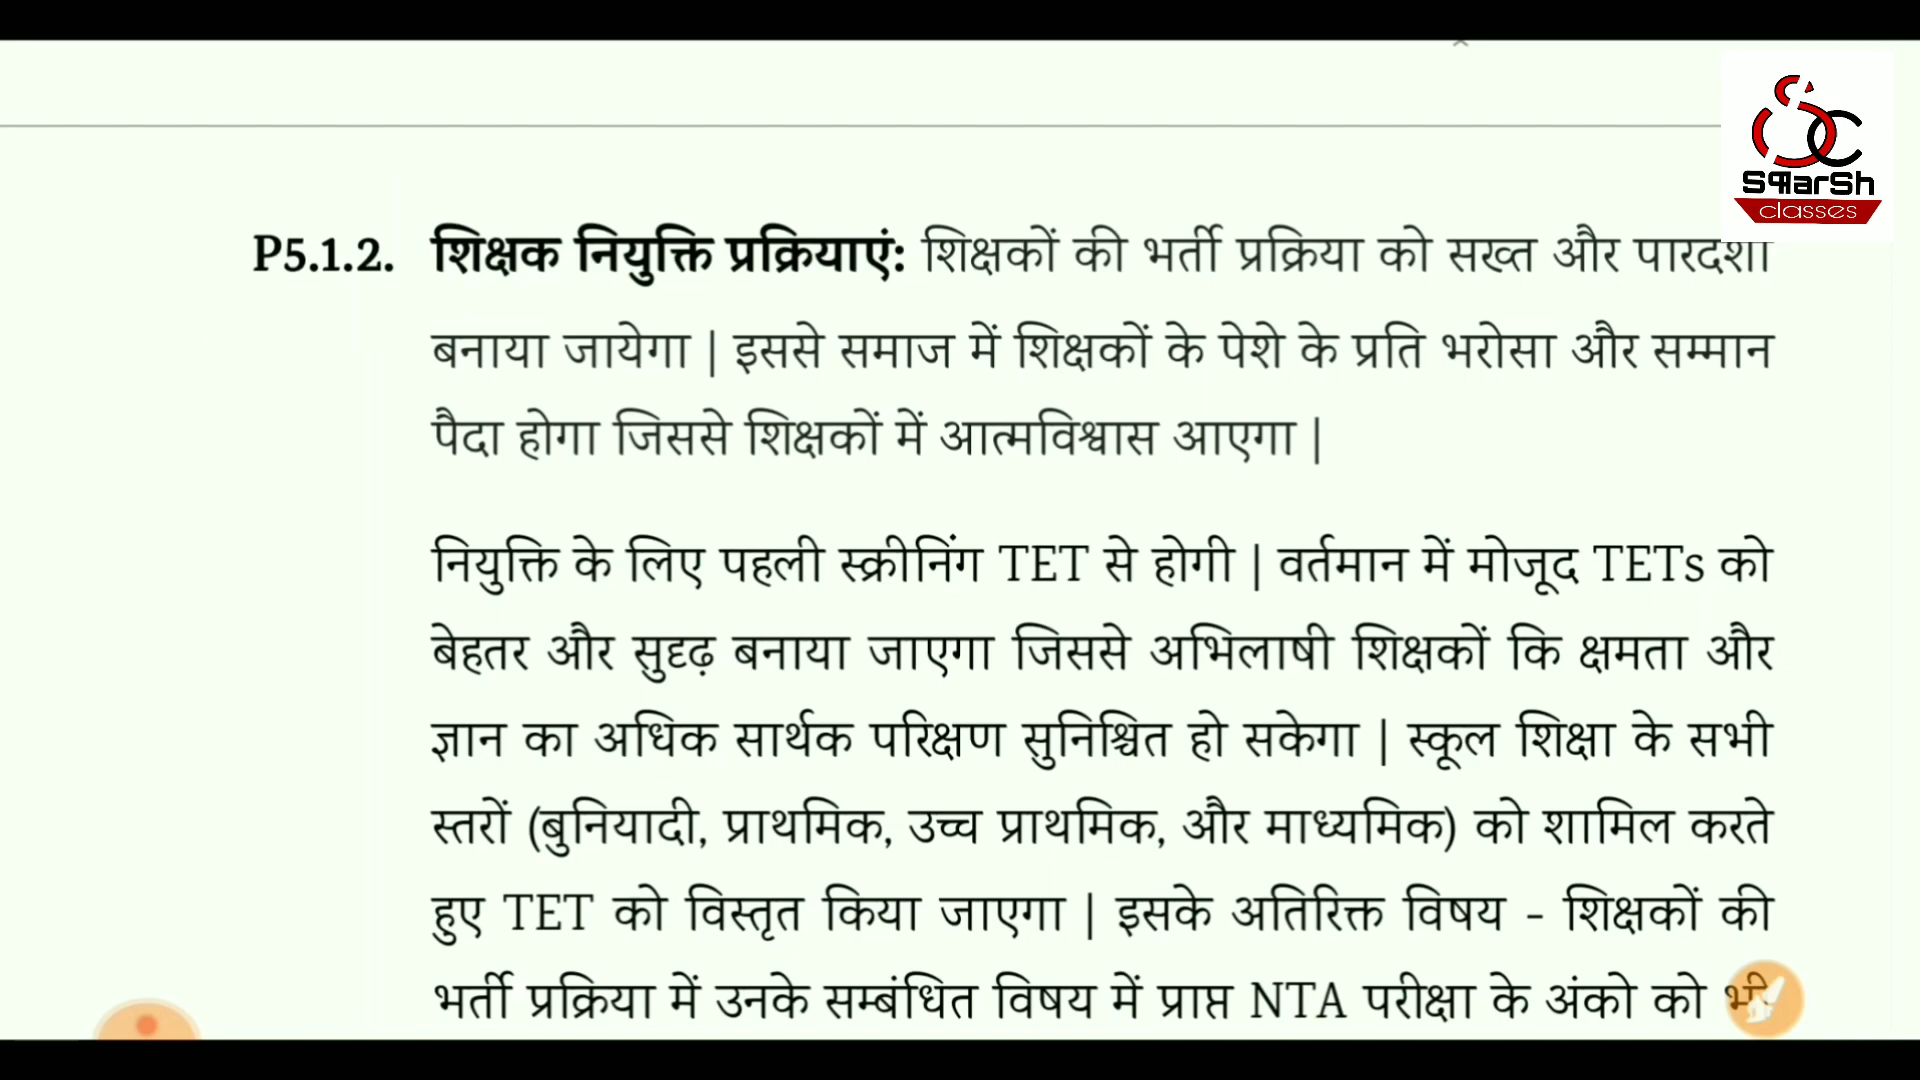 SपarSh
classes
P5.1.2. शिक्षक नियुक्ति प्रक्रियाएं: शिक्षकों की भर्ती प्रक्रिया को सख्त और पारदर्शी
बनाया जायेगा | इससे समाज में शिक्षकों के पेशे के प्रति भरोसा और सम्मान
पैदा होगा जिससे शिक्षकों में आत्मविश्वास आएगा |
नियुक्ति के लिए पहली स्क्रीनिंग TET से होगी | वर्तमान में मोजूद TETs को
बेहतर और सुदृढ़ बनाया जाएगा जिससे अभिलाषी शिक्षकों कि क्षमता और
ज्ञान का अधिक सार्थक परिक्षण सुनिश्चित हो सकेगा | स्कूल शिक्षा के सभी
स्तरों (बुनियादी, प्राथमिक, उच्च प्राथमिक, और माध्यमिक) को शाामिल करते
हुए TET को विस्तृत किया जाएगा | इसके अतिरिक्त विषय - शिक्षकों की
भर्ती प्रक्रिया में उनके सम्बंधित विषय में प्राप्त NTA परीक्षा के अंको को भी